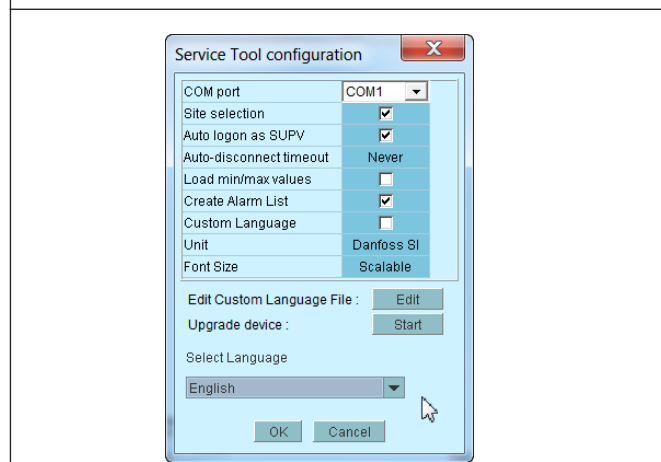 Service Tool configuration
COM port COM1
Site selection
Auto logon as SUPV
Auto-disconnect timeout Never
Load min/max values
Create Alarm List
Custom Language
Unit Danfoss SI
Font Size Scalable
Edit Custom Language File : Edit
Upgrade device : Start
Select Language
English
OK Cancel